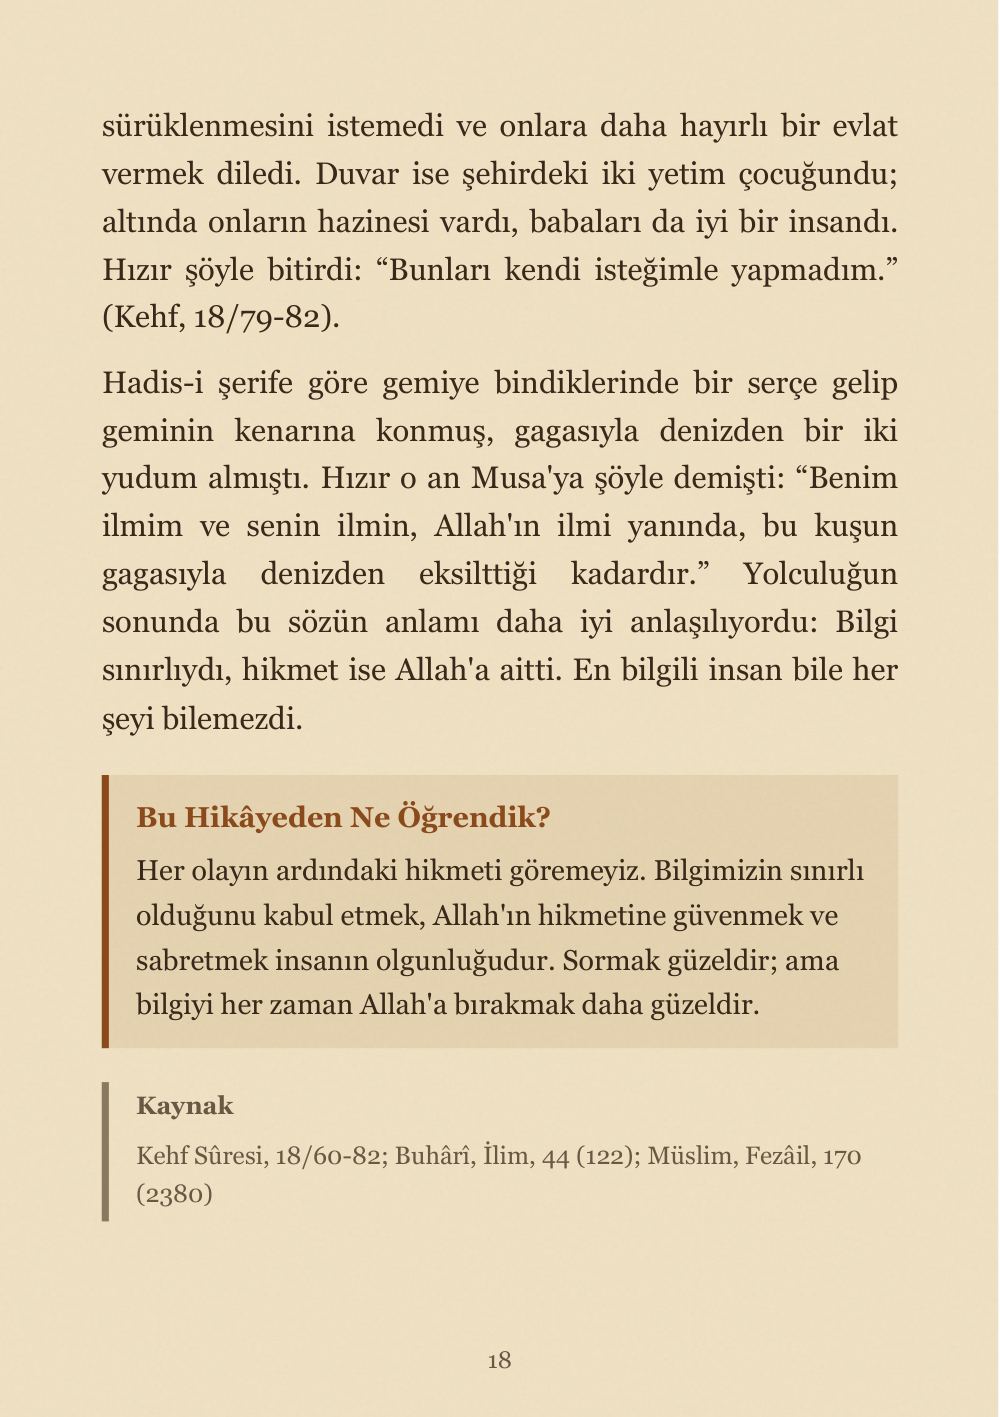 sürüklenmesini istemedi ve onlara daha hayırlı bir evlat
vermek diledi. Duvar ise şehirdeki iki yetim çocuğundu;
altında onların hazinesi vardı, babaları da iyi bir insandı.
Hızır şöyle bitirdi: “Bunları kendi isteğimle yapmadım.”
(Kehf, 18/79-82).
Hadis-i şerife göre gemiye bindiklerinde bir serçe gelip
geminin kenarına konmuş, gagasıyla denizden bir iki
yudum almıştı. Hızır o an Musa'ya şöyle demişti: “Benim
ilmim ve senin ilmin, Allah'ın ilmi yanında, bu kuşun
gagasıyla denizden eksilttiği kadardır.” Yolculuğun
sonunda bu sözün anlamı daha iyi anlaşılıyordu: Bilgi
sınırlıydı, hikmet ise Allah'a aitti. En bilgili insan bile her
şeyi bilemezdi.
Bu Hikâyeden Ne Öğrendik?
Her olayın ardındaki hikmeti göremeyiz. Bilgimizin sınırlı
olduğunu kabul etmek, Allah'ın hikmetine güvenmek ve
sabretmek insanın olgunluğudur. Sormak güzeldir; ama
bilgiyi her zaman Allah'a bırakmak daha güzeldir.
Kaynak
Kehf Sûresi, 18/60-82; Buhârî, İlim, 44 (122); Müslim, Fezâil, 170
(2380)
18